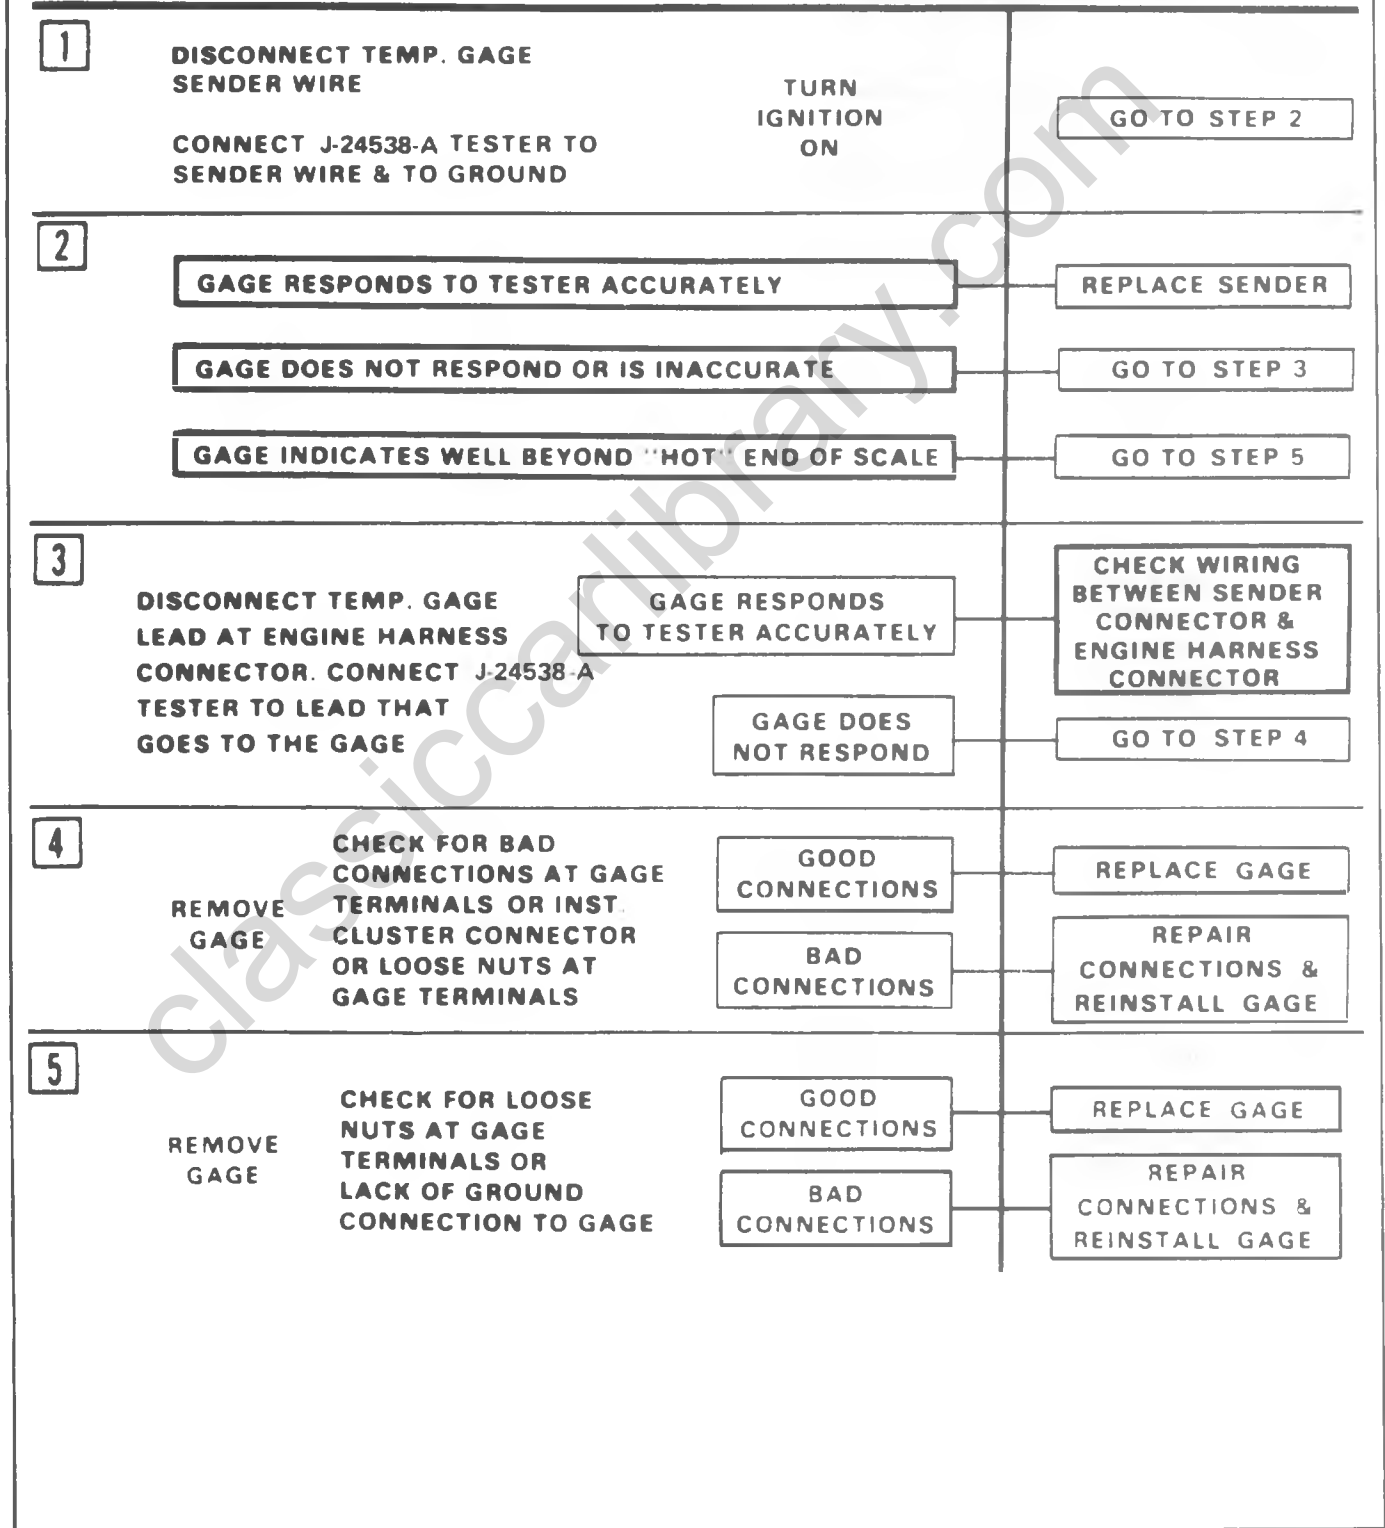 1
DISCONNECT TEMP. GAGE
SENDER WIRE
CONNECT J-24538-A TESTER TO
SENDER WIRE & TO GROUND
TURN
IGNITION
ON
GO TO STEP 2
2
GAGE RESPONDS TO TESTER ACCURATELY
REPLACE SENDER
GAGE DOES NOT RESPOND OR IS INACCURATE
GO TO STEP 3
GAGE INDICATES WELL BEYOND "HOT" END OF SCALE
GO TO STEP 5
3
DISCONNECT TEMP. GAGE
LEAD AT ENGINE HARNESS
CONNECTOR. CONNECT J-24538-A
TESTER TO LEAD THAT
GOES TO THE GAGE
GAGE RESPONDS
TO TESTER ACCURATELY
CHECK WIRING
BETWEEN SENDER
CONNECTOR &
ENGINE HARNESS
CONNECTOR
GAGE DOES
NOT RESPOND
GO TO STEP 4
4
REMOVE
GAGE
CHECK FOR BAD
CONNECTIONS AT GAGE
TERMINALS OR INST.
CLUSTER CONNECTOR
OR LOOSE NUTS AT
GAGE TERMINALS
GOOD
CONNECTIONS
REPLACE GAGE
BAD
CONNECTIONS
REPAIR
CONNECTIONS &
REINSTALL GAGE
5
REMOVE
GAGE
CHECK FOR LOOSE
NUTS AT GAGE
TERMINALS OR
LACK OF GROUND
CONNECTION TO GAGE
GOOD
CONNECTIONS
REPLACE GAGE
BAD
CONNECTIONS
REPAIR
CONNECTIONS &
REINSTALL GAGE
classiccarlibrary.com